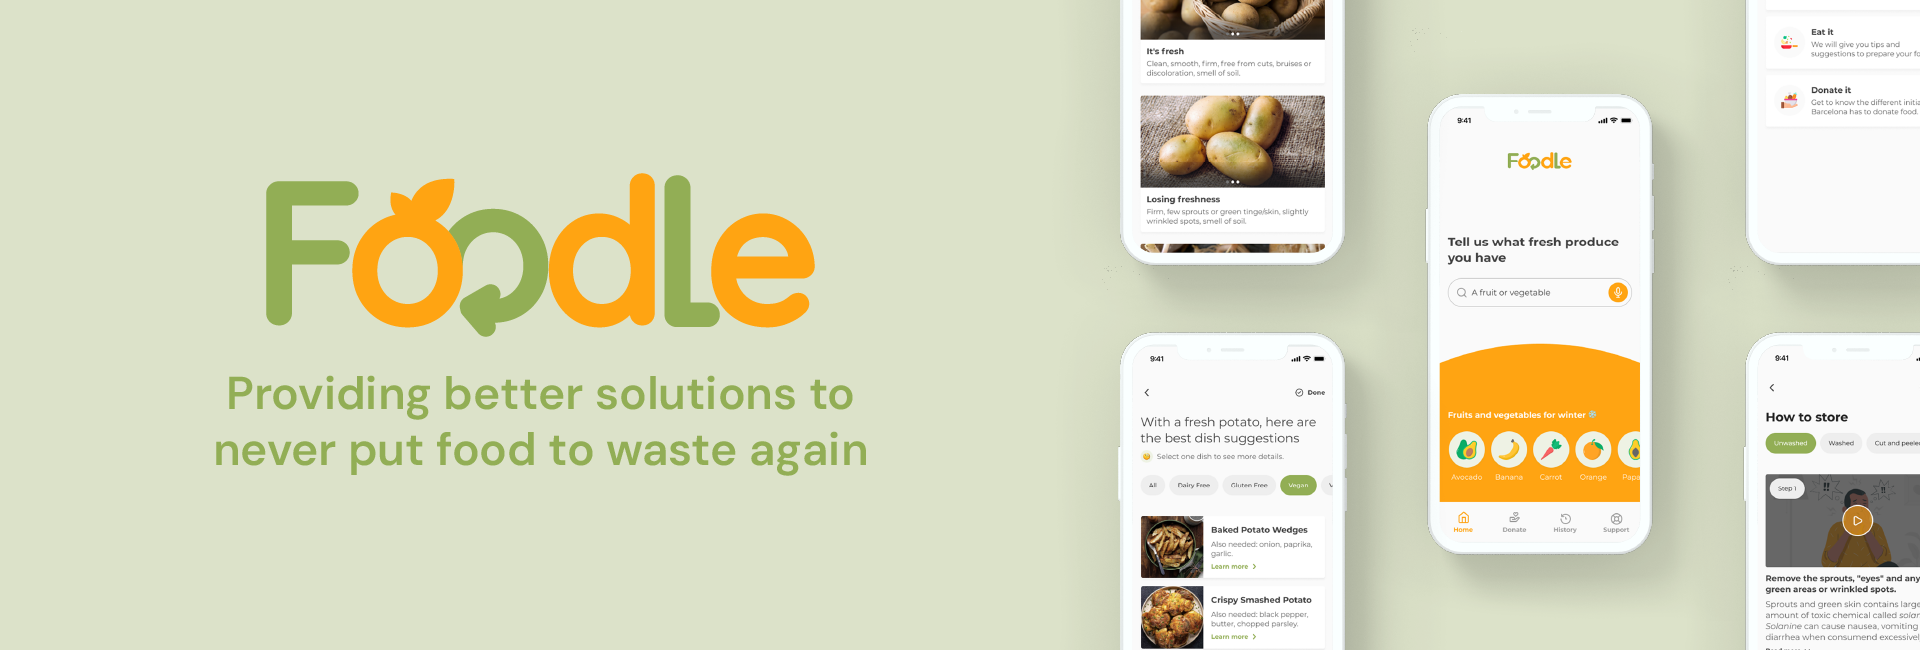 Foodle
Providing better solutions to
never put food to waste again
It's fresh
Clean, smooth, firm, free from cuts, bruises or
discoloration, smell of soil.
Losing freshness
Firm, few sprouts or green tinge/skin, slightly
wrinkled spots, smell of soil.
9:41
Done
With a fresh potato, here are
the best dish suggestions
Select one dish to see more details.
All Dairy Free Gluten Free Vegan V
Baked Potato Wedges
Also needed: onion, paprika,
garlic.
Learn more
Crispy Smashed Potato
Also needed: black pepper,
butter, chopped parsley.
Learn more
9:41
Foodle
Tell us what fresh produce
you have
A fruit or vegetable
Fruits and vegetables for winter
Avocado Banana Carrot Orange Papa
Home Donate History Support
Eat it
We will give you tips and
suggestions to prepare your fo
Donate it
Get to know the different initia
Barcelona has to donate food.
9:41
How to store
Unwashed Washed Cut and peeled
Step 1
Remove the sprouts, "eyes" and any
green areas or wrinkled spots.
Sprouts and green skin contains large
amount of toxic chemical called solan
Solanine can cause nausea, vomiting
diarrhea when consumend excessivel